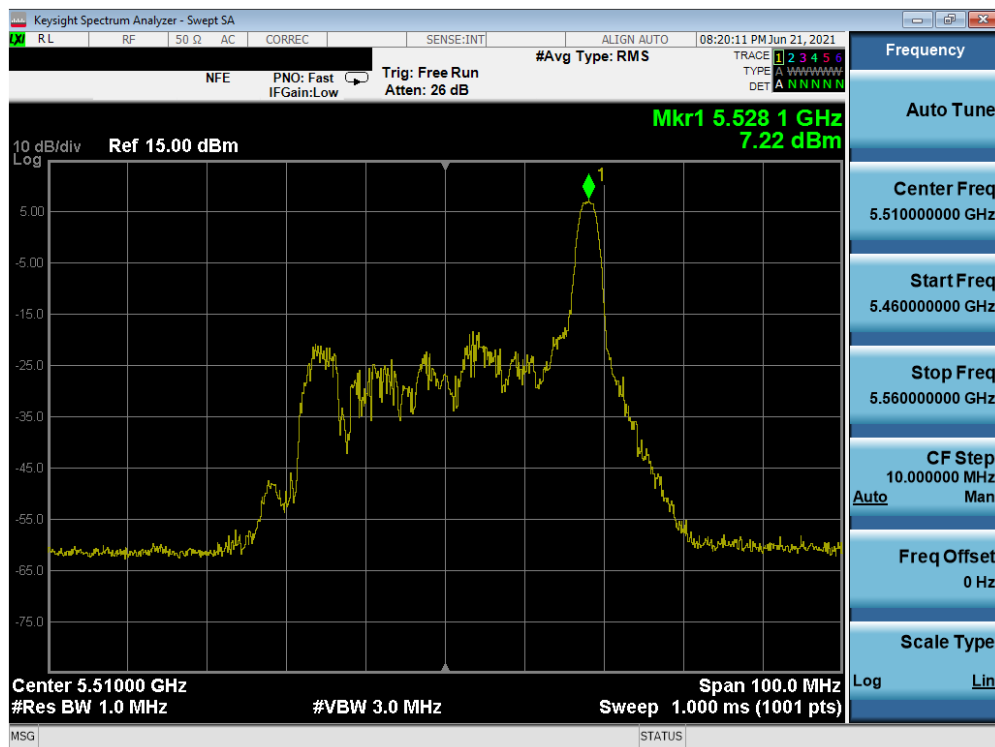 Keysight Spectrum Analyzer - Swept SA
LXI RL RF 50 Ω AC CORREC SENSE:INT ALIGN AUTO 08:20:11 PM Jun 21, 2021
NFE PNO: Fast Trig: Free Run #Avg Type: RMS TRACE 1 2 3 4 5 6
IFGain:Low Atten: 26 dB TYPE A WWWWW
DET A N N N N N
Mkr1 5.528 1 GHz
7.22 dBm
10 dB/div Ref 15.00 dBm
Log
1
5.00
-5.00
-15.0
-25.0
-35.0
-45.0
-55.0
-65.0
-75.0
Center 5.51000 GHz Span 100.0 MHz
#Res BW 1.0 MHz #VBW 3.0 MHz Sweep 1.000 ms (1001 pts)
MSG STATUS
Frequency
Auto Tune
Center Freq
5.510000000 GHz
Start Freq
5.460000000 GHz
Stop Freq
5.560000000 GHz
CF Step
10.000000 MHz
Auto Man
Freq Offset
0 Hz
Scale Type
Log Lin